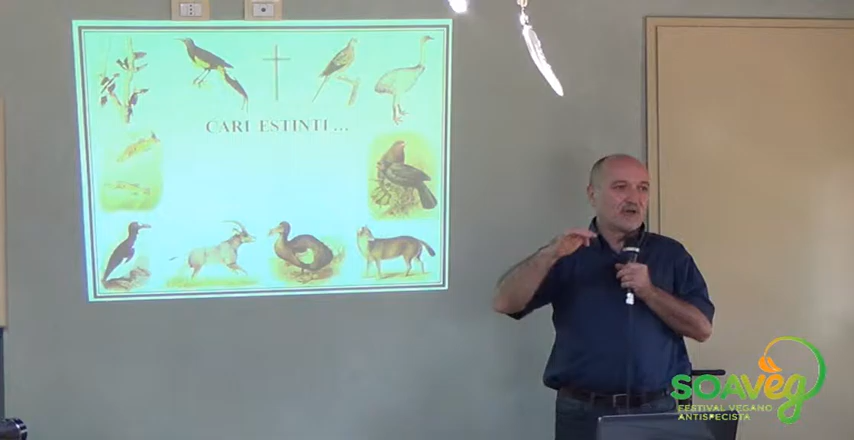 CARI ESTINTI...
SOAVeg
FESTIVAL VEGANO
ANTISPECISTA